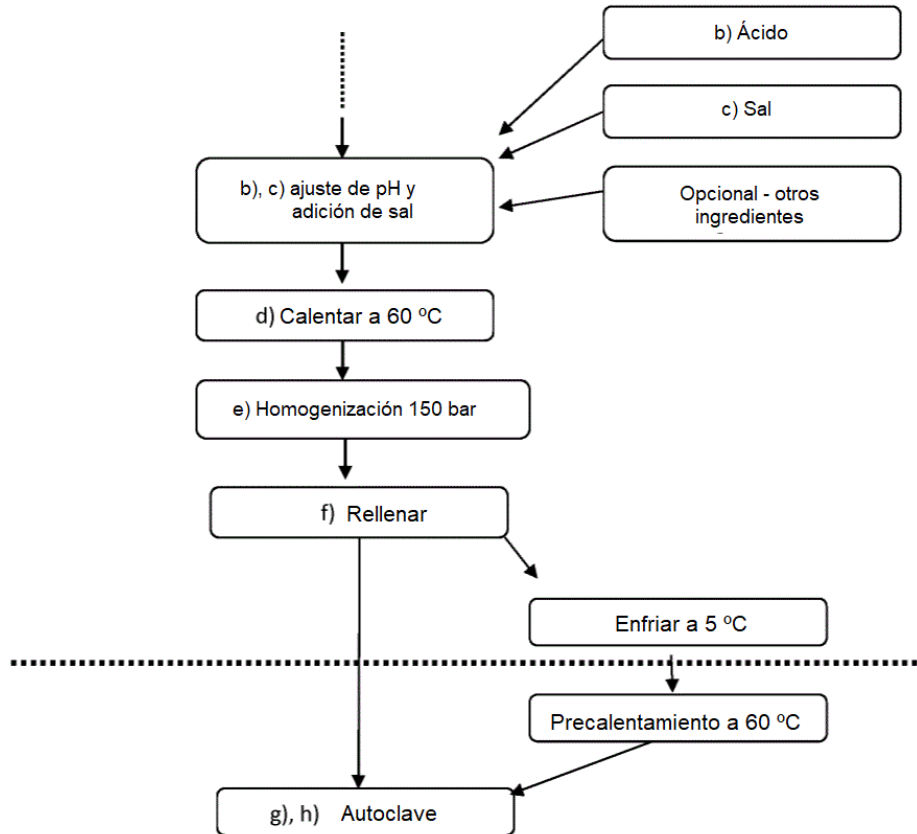 b) Ácido
c) Sal
b), c) ajuste de pH y
adición de sal
Opcional - otros
ingredientes
d) Calentar a 60 ºC
e) Homogenización 150 bar
f) Rellenar
Enfriar a 5 ºC
Precalentamiento a 60 ºC
g), h) Autoclave